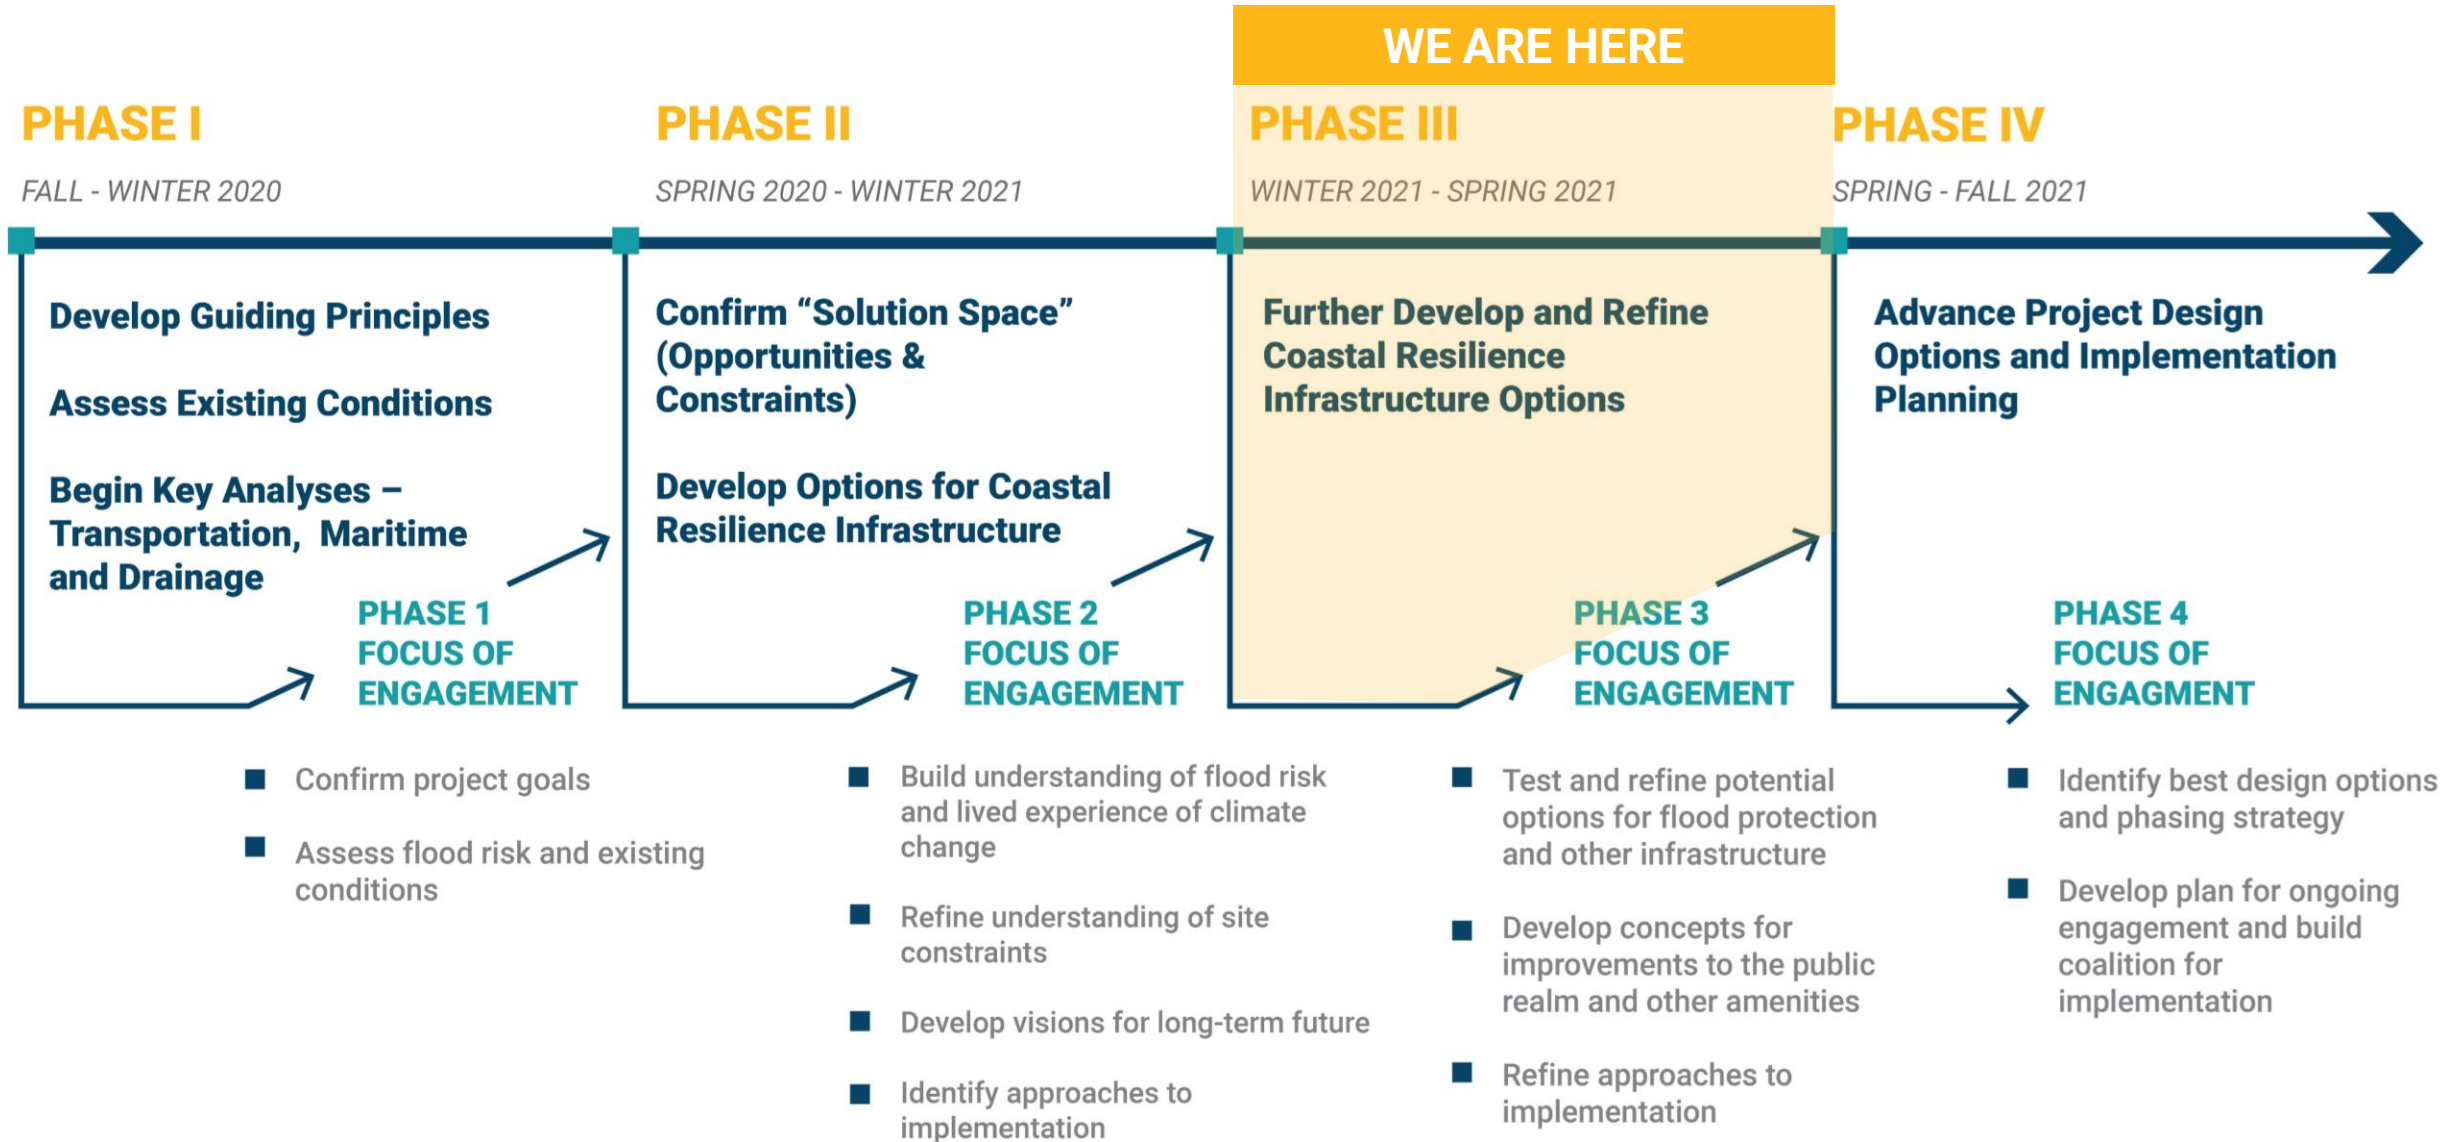 WE ARE HERE
PHASE I
FALL - WINTER 2020
Develop Guiding Principles
Assess Existing Conditions
Begin Key Analyses –
Transportation, Maritime
and Drainage
PHASE 1
FOCUS OF
ENGAGEMENT
Confirm project goals
Assess flood risk and existing
conditions
PHASE II
SPRING 2020 - WINTER 2021
Confirm “Solution Space”
(Opportunities &
Constraints)
Develop Options for Coastal
Resilience Infrastructure
PHASE 2
FOCUS OF
ENGAGEMENT
Build understanding of flood risk
and lived experience of climate
change
Refine understanding of site
constraints
Develop visions for long-term future
Identify approaches to
implementation
PHASE III
WINTER 2021 - SPRING 2021
Further Develop and Refine
Coastal Resilience
Infrastructure Options
PHASE 3
FOCUS OF
ENGAGEMENT
Test and refine potential
options for flood protection
and other infrastructure
Develop concepts for
improvements to the public
realm and other amenities
Refine approaches to
implementation
PHASE IV
SPRING - FALL 2021
Advance Project Design
Options and Implementation
Planning
PHASE 4
FOCUS OF
ENGAGMENT
Identify best design options
and phasing strategy
Develop plan for ongoing
engagement and build
coalition for
implementation